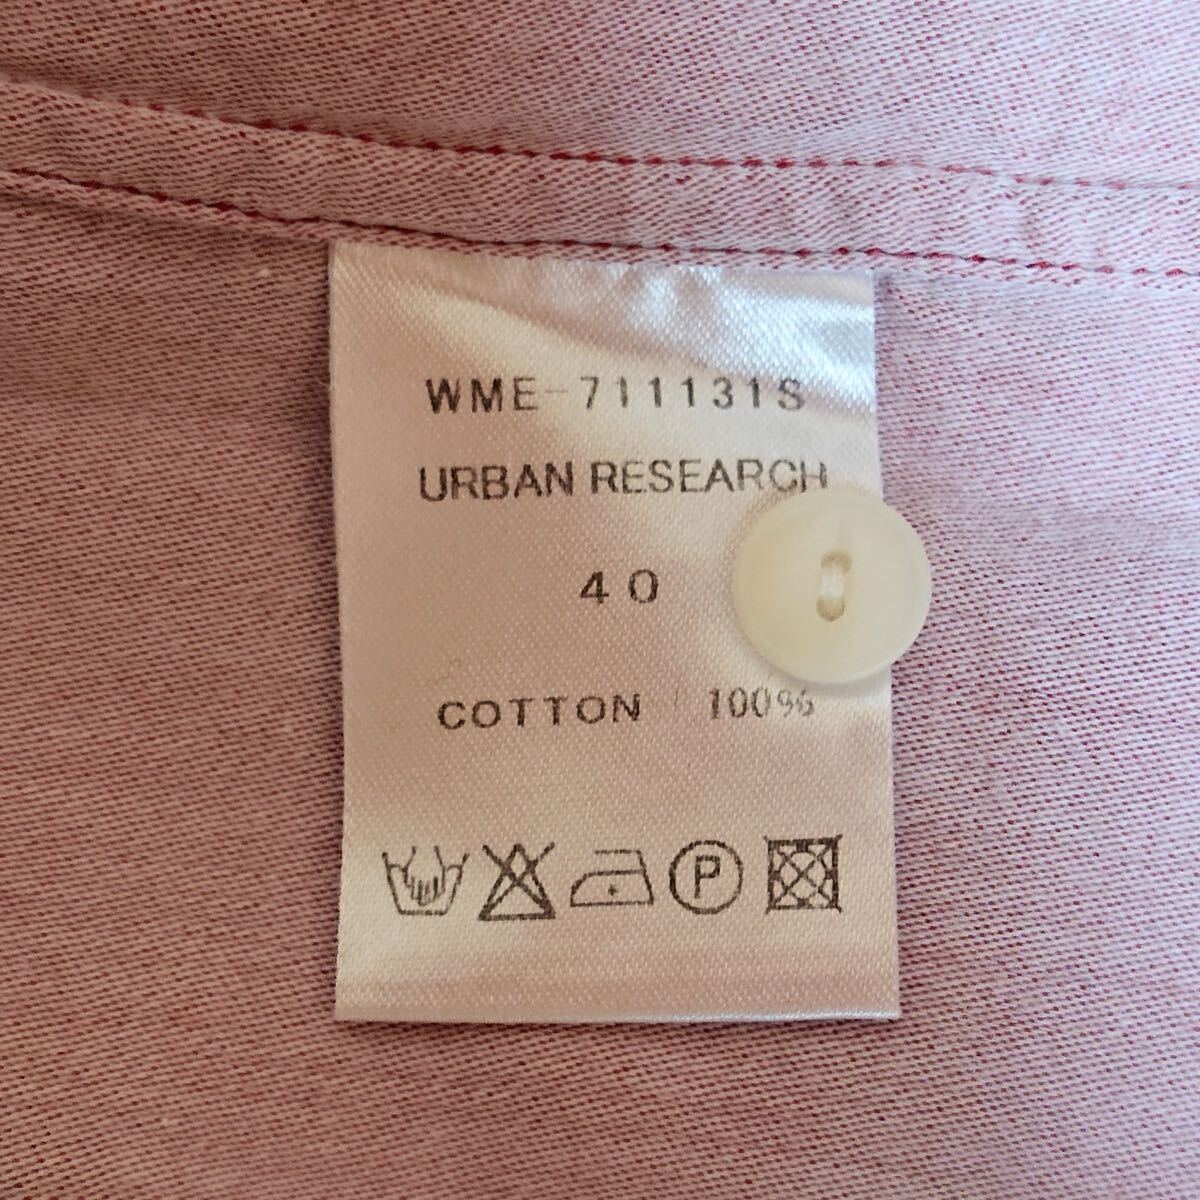 WME-711131S
URBAN RESEARCH
40
COTTON 100%
P